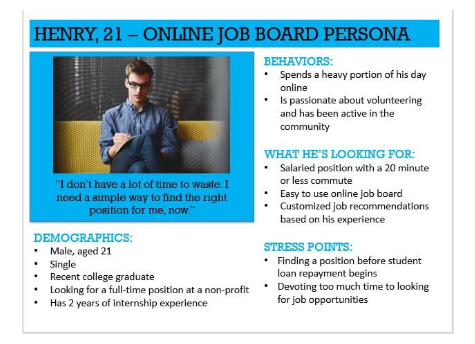 HENRY, 21 – ONLINE JOB BOARD PERSONA
"I don't have a lot of time to waste. I
need a simple way to find the right
position for me, now."
DEMOGRAPHICS:
• Male, aged 21
• Single
• Recent college graduate
• Looking for a full-time position at a non-profit
• Has 2 years of internship experience
BEHAVIORS:
• Spends a heavy portion of his day
online
• Is passionate about volunteering
and has been active in the
community
WHAT HE'S LOOKING FOR:
• Salaried position with a 20 minute
or less commute
• Easy to use online job board
• Customized job recommendations
based on his experience
STRESS POINTS:
• Finding a position before student
loan repayment begins
• Devoting too much time to looking
for job opportunities